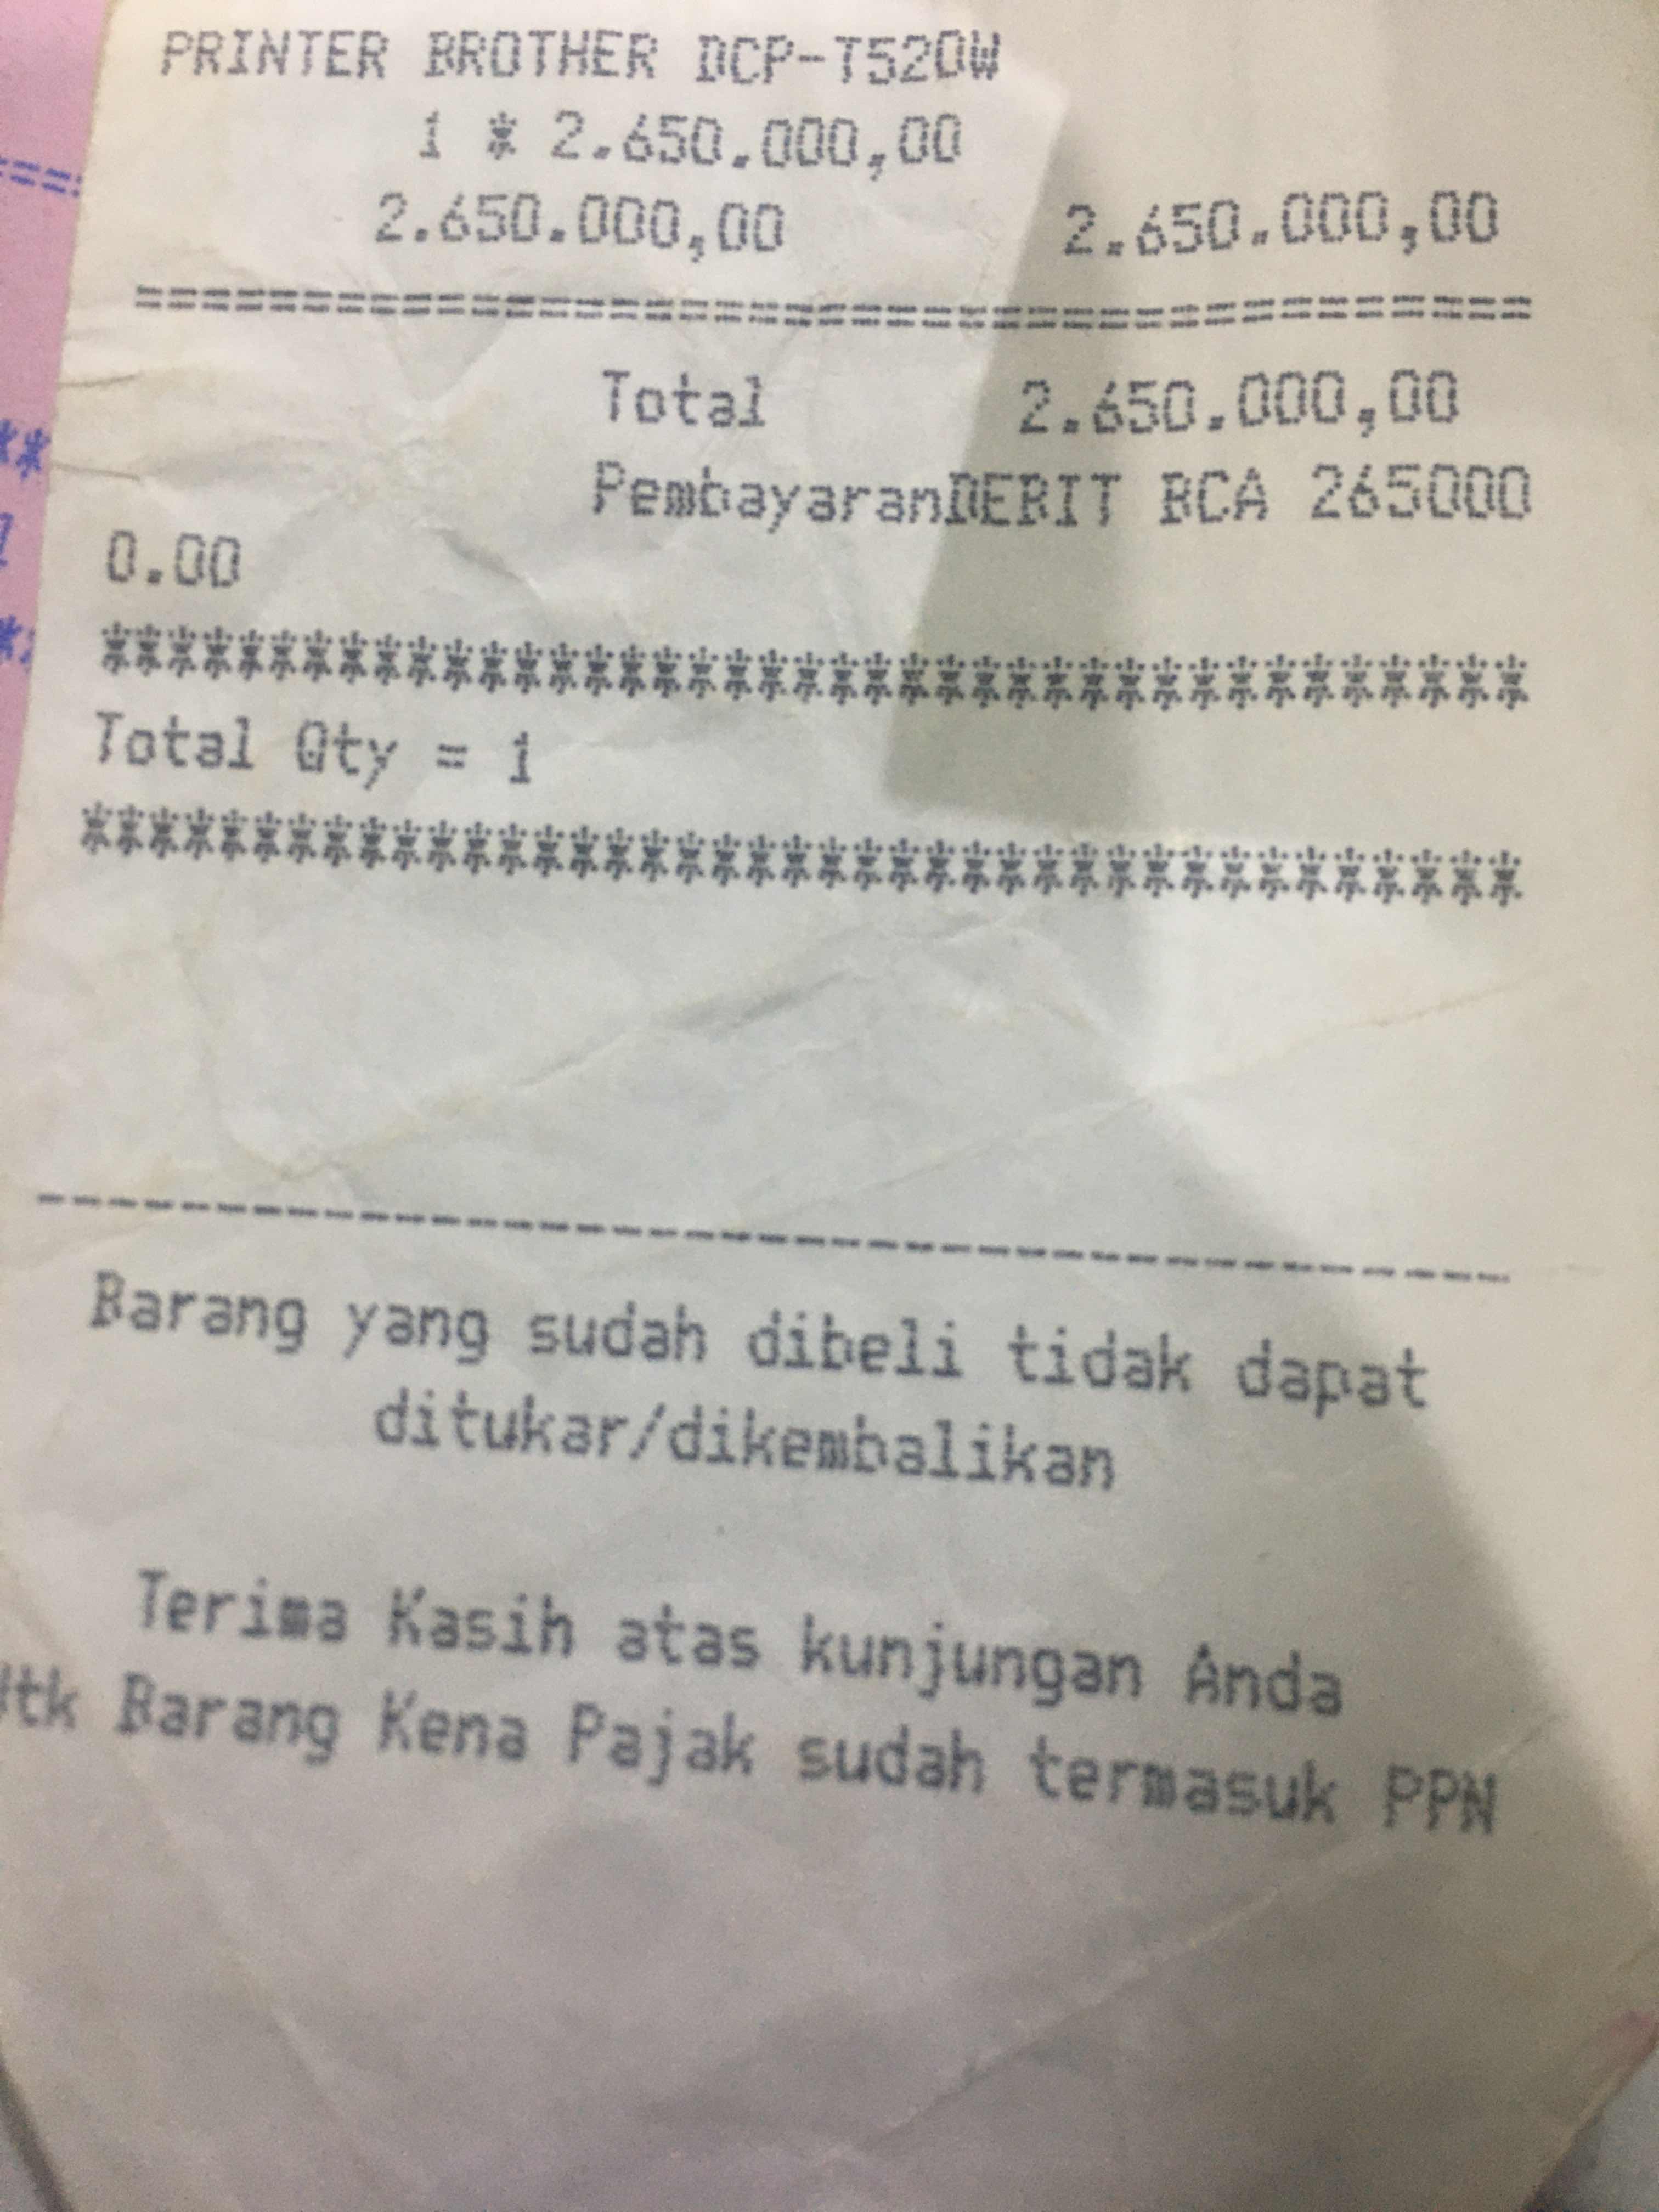 PRINTER BROTHER DCP-T520W
1 * 2.650.000,00
2.650.000,00 2.650.000,00
=========================================
Total 2.650.000,00
PembayaranDEBIT BCA 265000
0.00
*****************************************
Total Qty = 1
*****************************************
-----------------------------------------
Barang yang sudah dibeli tidak dapat
ditukar/dikembalikan
Terima Kasih atas kunjungan Anda
Utk Barang Kena Pajak sudah termasuk PPN